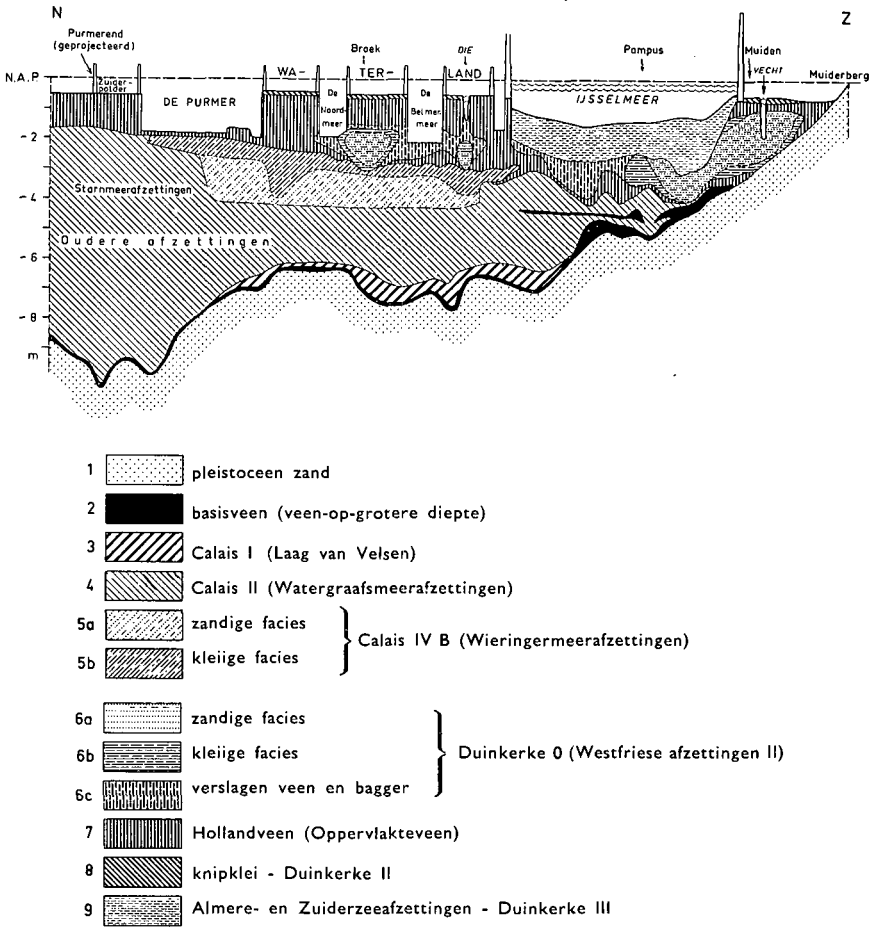 N
Z
Purmerend
(geprojecteerd)
Zuider-
polder
N.A.P.
DE PURMER
WA-
Broek
TER-
DIE
LAND
De
Noord-
meer
De
Belmer-
meer
Pampus
IJSSELMEER
Muiden
VECHT
Muiderberg
- 2
- 4
- 6
- 8
m
Starnmeerafzettingen
Oudere afzettingen
1 pleistoceen zand
2 basisveen (veen-op-grotere diepte)
3 Calais I (Laag van Velsen)
4 Calais II (Watergraafsmeerafzettingen)
5a zandige facies
Calais IV B (Wieringermeerafzettingen)
5b kleiige facies
6a zandige facies
6b kleiige facies
Duinkerke 0 (Westfriese afzettingen II)
6c verslagen veen en bagger
7 Hollandveen (Oppervlakteveen)
8 knipklei - Duinkerke II
9 Almere- en Zuiderzeeafzettingen - Duinkerke III